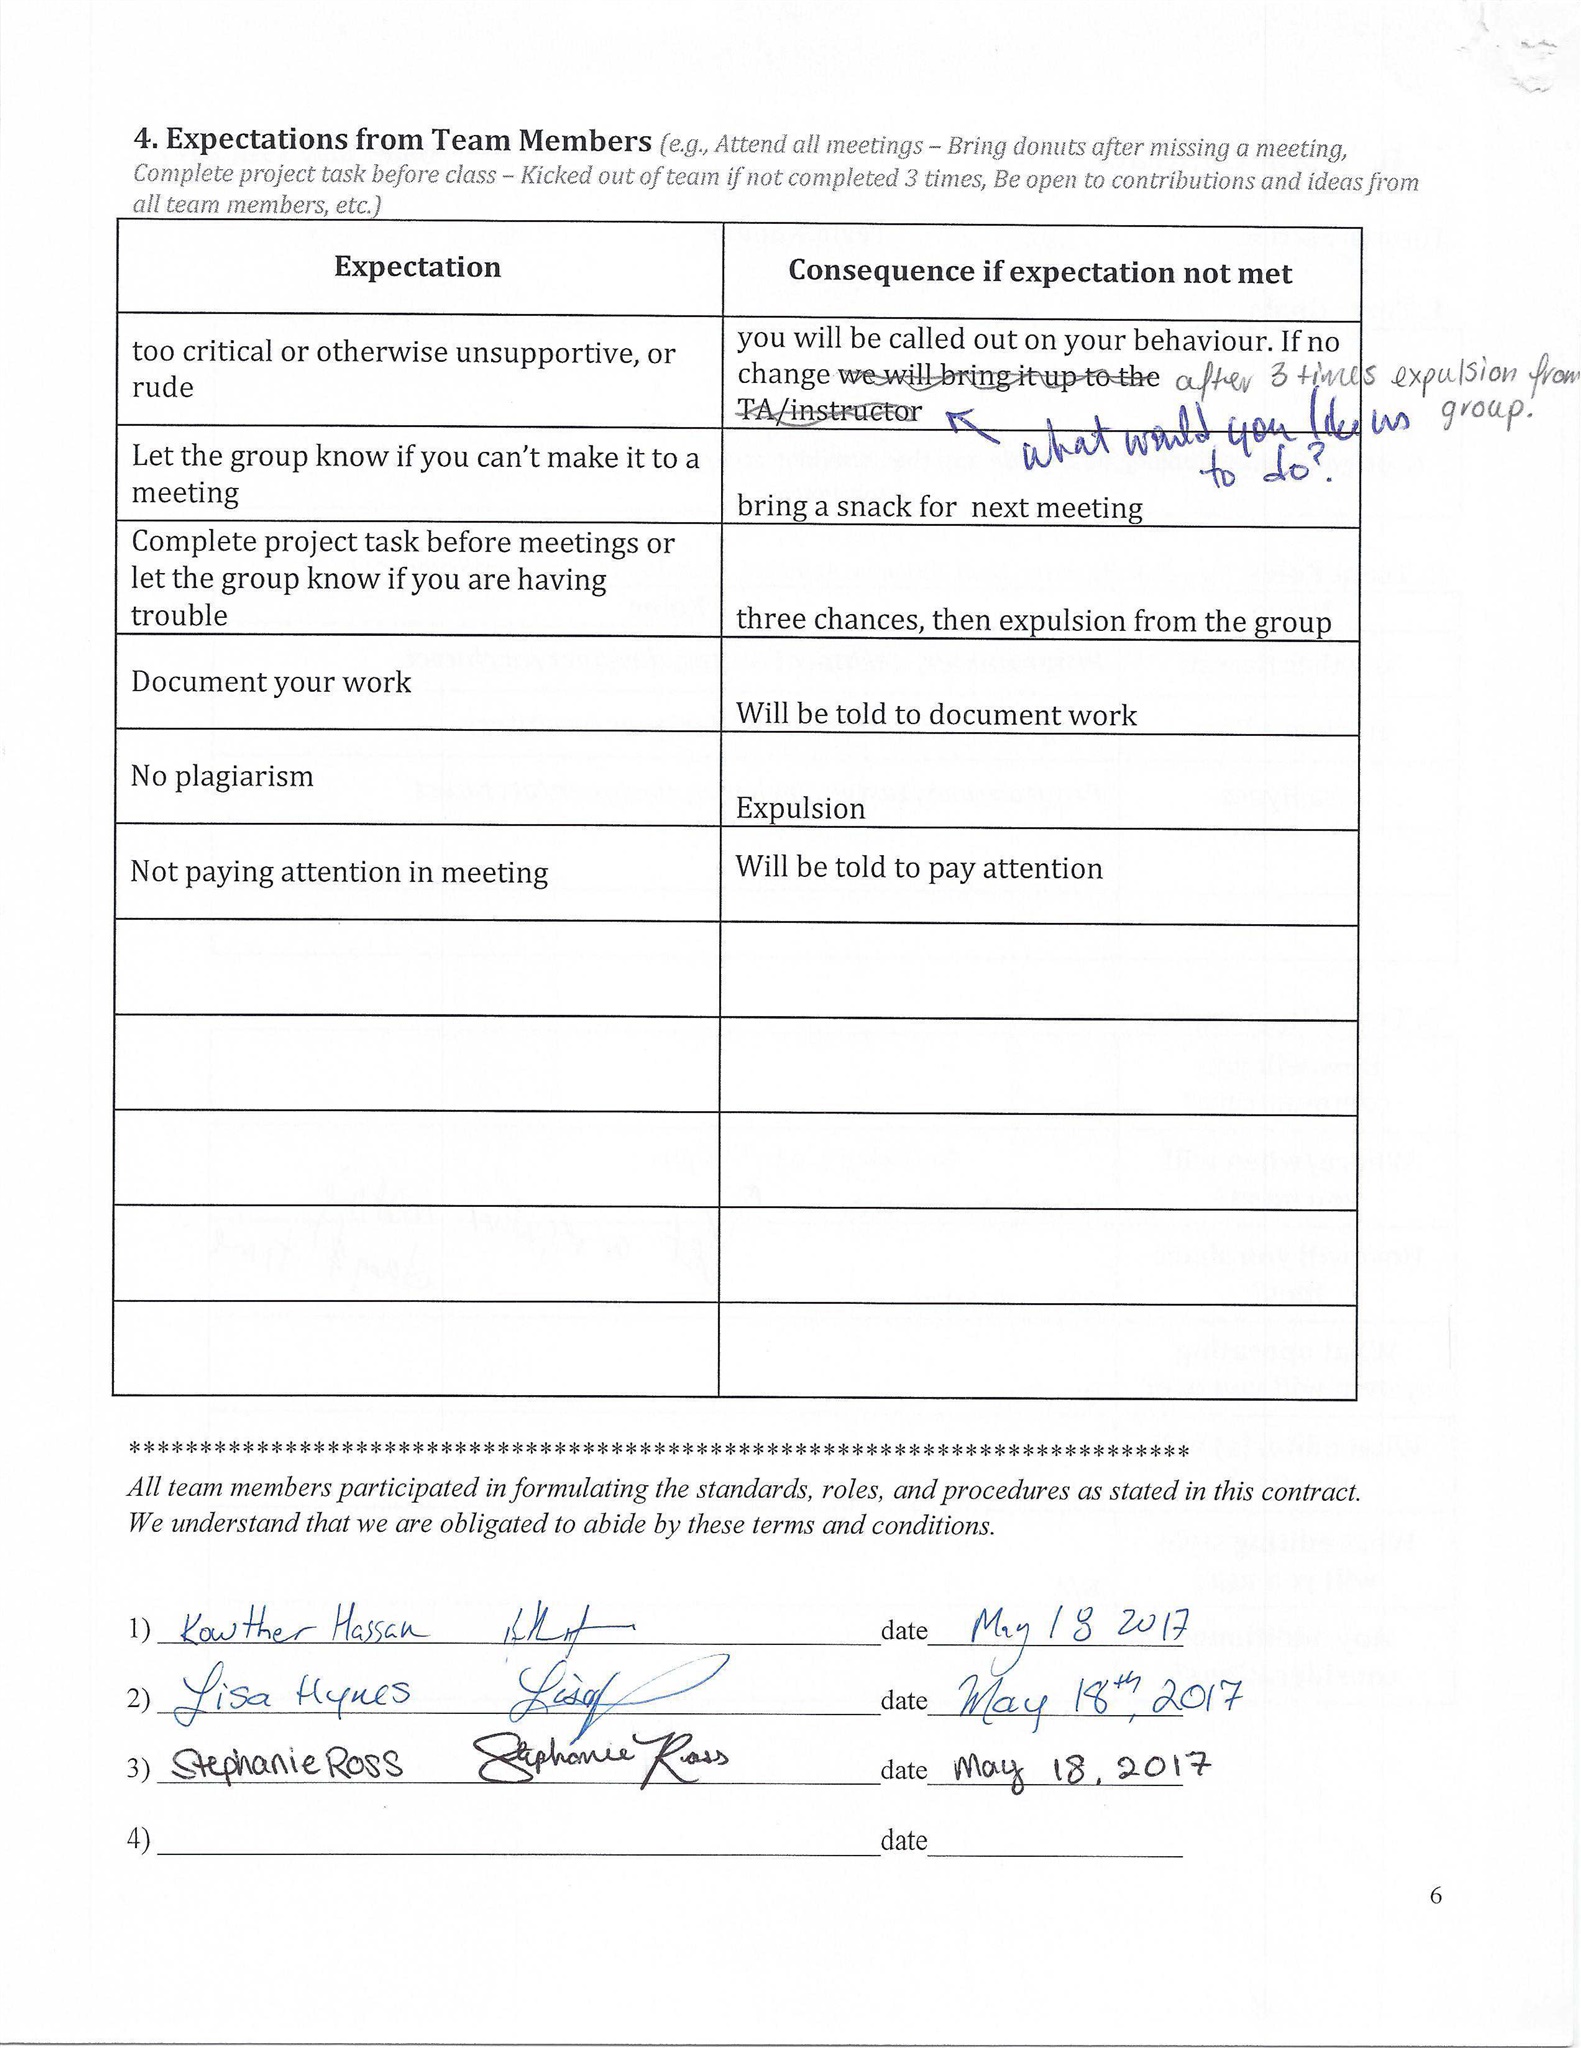 4. Expectations from Team Members (e.g., Attend all meetings – Bring donuts after missing a meeting,
Complete project task before class – Kicked out of team if not completed 3 times, Be open to contributions and ideas from
all team members, etc.)
Expectation
Consequence if expectation not met
too critical or otherwise unsupportive, or
rude
you will be called out on your behaviour. If no
change we will bring it up to the after 3 times expulsion from
TA/instructor
group.
what would you like us
to do?
Let the group know if you can't make it to a
meeting
bring a snack for next meeting
Complete project task before meetings or
let the group know if you are having
trouble
three chances, then expulsion from the group
Document your work
Will be told to document work
No plagiarism
Expulsion
Not paying attention in meeting
Will be told to pay attention
***************************************************************************
All team members participated in formulating the standards, roles, and procedures as stated in this contract.
We understand that we are obligated to abide by these terms and conditions.
1) Kowther Hassan date May 18 2017
2) Lisa Hynes date May 18th, 2017
3) Stephanie Ross Stephanie Ross date May 18, 2017
4) date
6